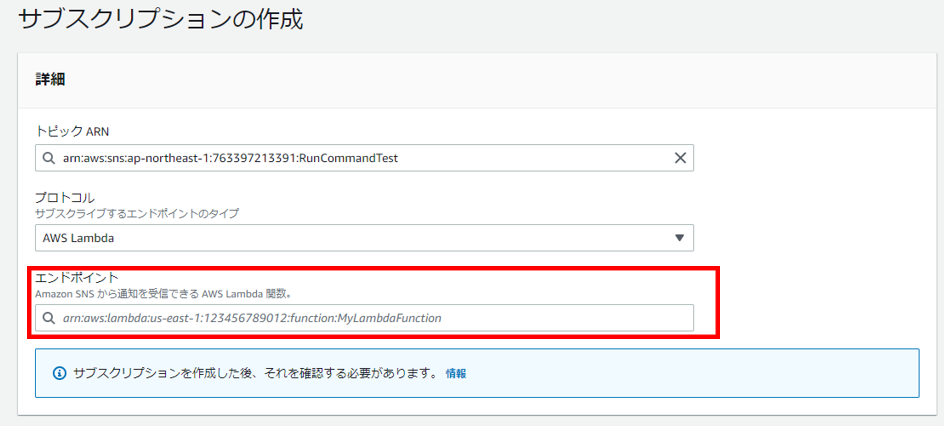 サブスクリプションの作成
詳細
トピック ARN
arn:aws:sns:ap-northeast-1:763397213391:RunCommandTest
プロトコル
サブスクライブするエンドポイントのタイプ
AWS Lambda
エンドポイント
Amazon SNS から通知を受信できる AWS Lambda 関数。
arn:aws:lambda:us-east-1:123456789012:function:MyLambdaFunction
サブスクリプションを作成した後、それを確認する必要があります。 情報